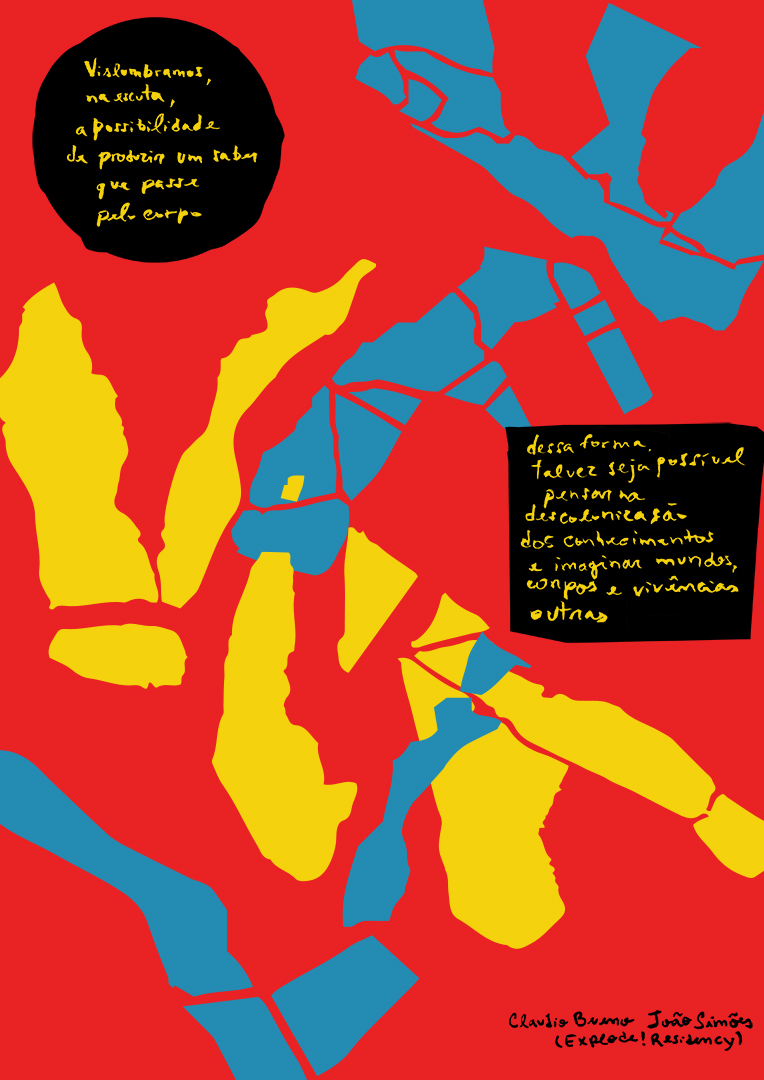 Vislumbramos,
na escuta,
a possibilidade
de produzir um saber
que passe
pelo corpo
dessa forma,
talvez seja possível
pensar na
descolonização
dos conhecimentos
e imaginar mundos,
corpos e vivências
outras
Claudio Bueno João Simões
(Explode! Residency)